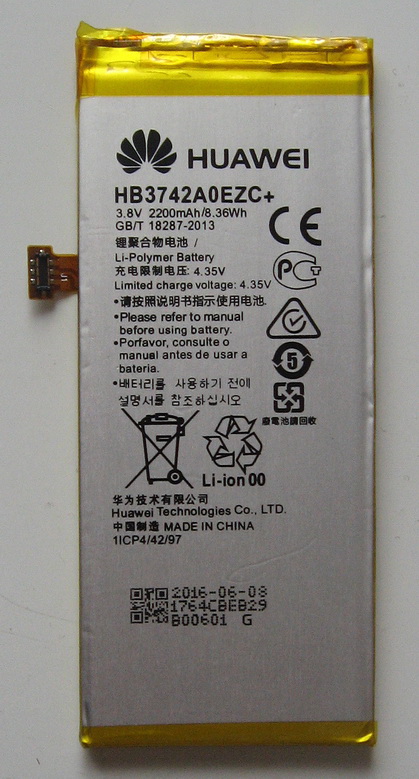 HUAWEI
HB3742A0EZC+
3.8V 2200mAh/8.36Wh
GB/T 18287-2013
锂聚合物电池 /
Li-Polymer Battery
充电限制电压: 4.35V
Limited charge voltage: 4.35V
•请按照说明书指示使用电池.
•Please refer to manual
before using battery.
•Porfavor, consulte o
manual antes de usar a
bateria.
•배터리를 사용하기 전에
설명서를 참조하십시오
CE
PCT
5
廢電池請回收
Li-ion 00
华为技术有限公司
Huawei Technologies Co., LTD.
中国制造 MADE IN CHINA
1ICP4/42/97
2016-06-08
1764CBEB29
B00601 G